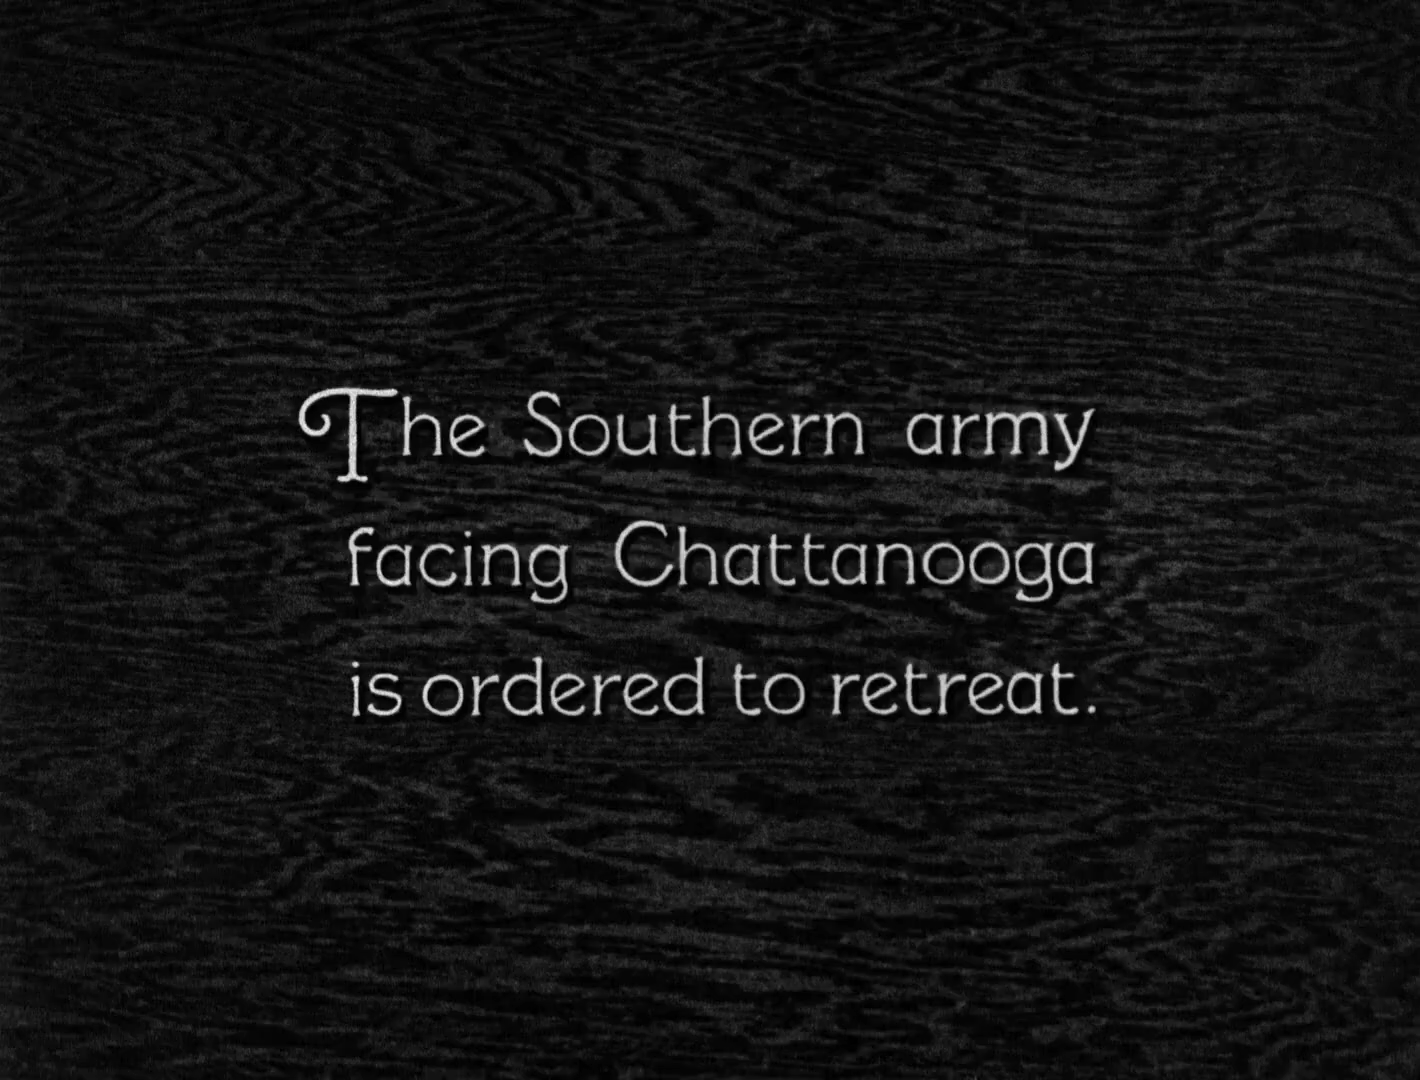 The Southern army
facing Chattanooga
is ordered to retreat.